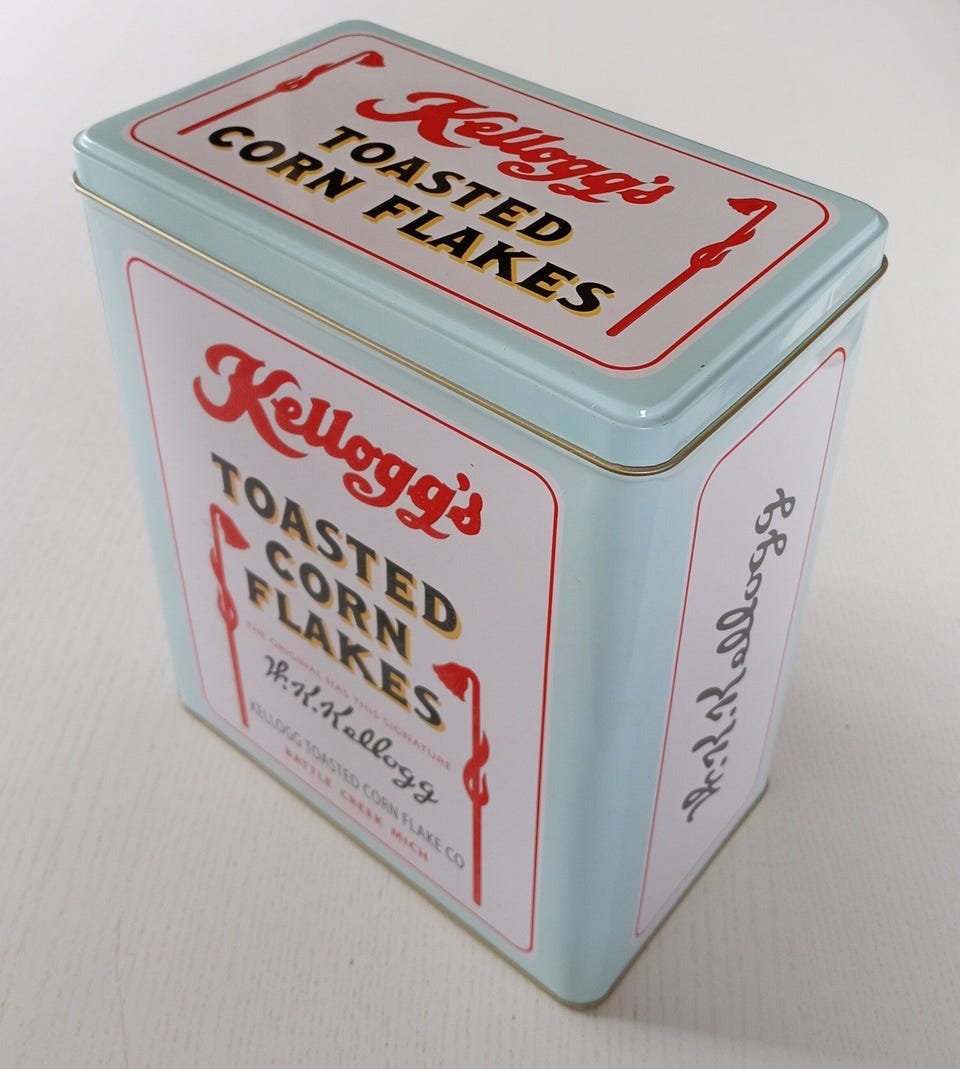 Kellogg's
TOASTED
CORN FLAKES
Kellogg's
TOASTED
CORN
FLAKES
THE ORIGINAL HAS THIS SIGNATURE
W.K.Kellogg
KELLOGG TOASTED CORN FLAKE CO
BATTLE CREEK MICH
W.K.Kellogg